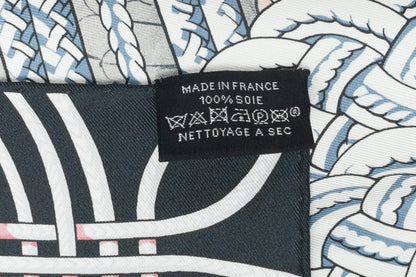 MADE IN FRANCE
100% SOIE
P
NETTOYAGE A SEC